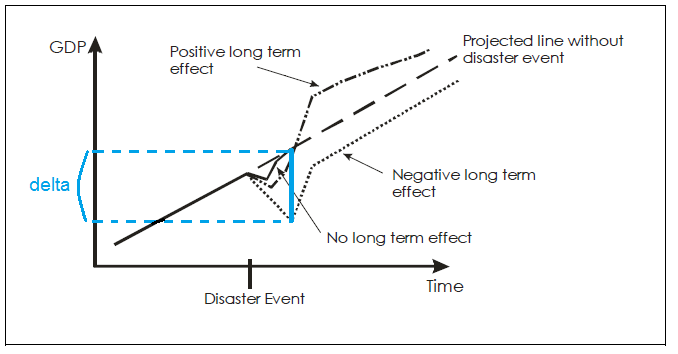 GDP
Positive long term
effect
Projected line without
disaster event
delta
Negative long term
effect
No long term effect
Time
Disaster Event